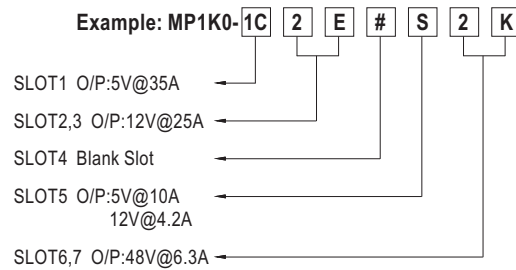 Example: MP1K0- 1C 2 E # S 2 K
SLOT1 O/P:5V@35A
SLOT2,3 O/P:12V@25A
SLOT4 Blank Slot
SLOT5 O/P:5V@10A
12V@4.2A
SLOT6,7 O/P:48V@6.3A